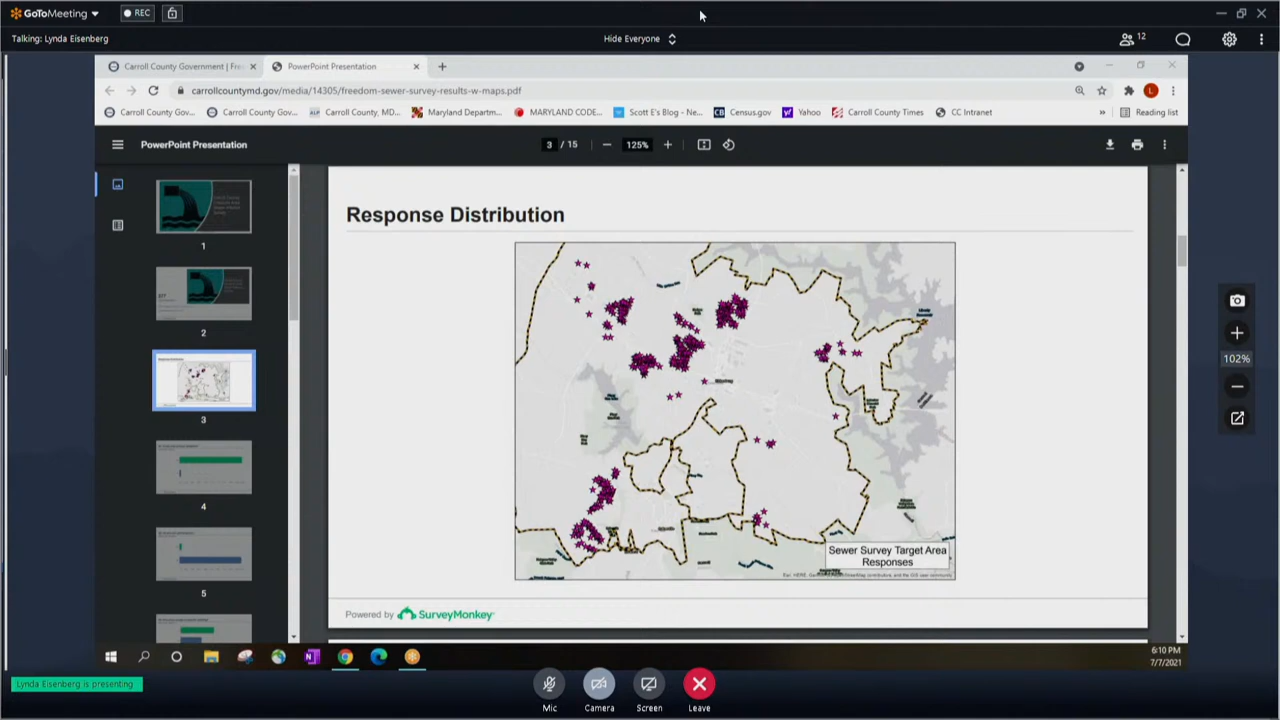 GoToMeeting
REC
Talking: Lynda Eisenberg
Hide Everyone
12
Carroll County Government | Fre
PowerPoint Presentation
carrollcountymd.gov/media/14305/freedom-sewer-survey-results-w-maps.pdf
L
Carroll County Gov...
Carroll County Gov...
Carroll County, MD...
Maryland Departm...
MARYLAND CODE...
Scott E's Blog - Ne...
Census.gov
Yahoo
Carroll County Times
CC Intranet
»
Reading list
PowerPoint Presentation
3 / 15
125%
1
2
3
4
5
Response Distribution
Sewer Survey Target Area
Responses
Powered by SurveyMonkey
102%
6:10 PM
7/7/2021
Lynda Eisenberg is presenting
Mic
Camera
Screen
Leave